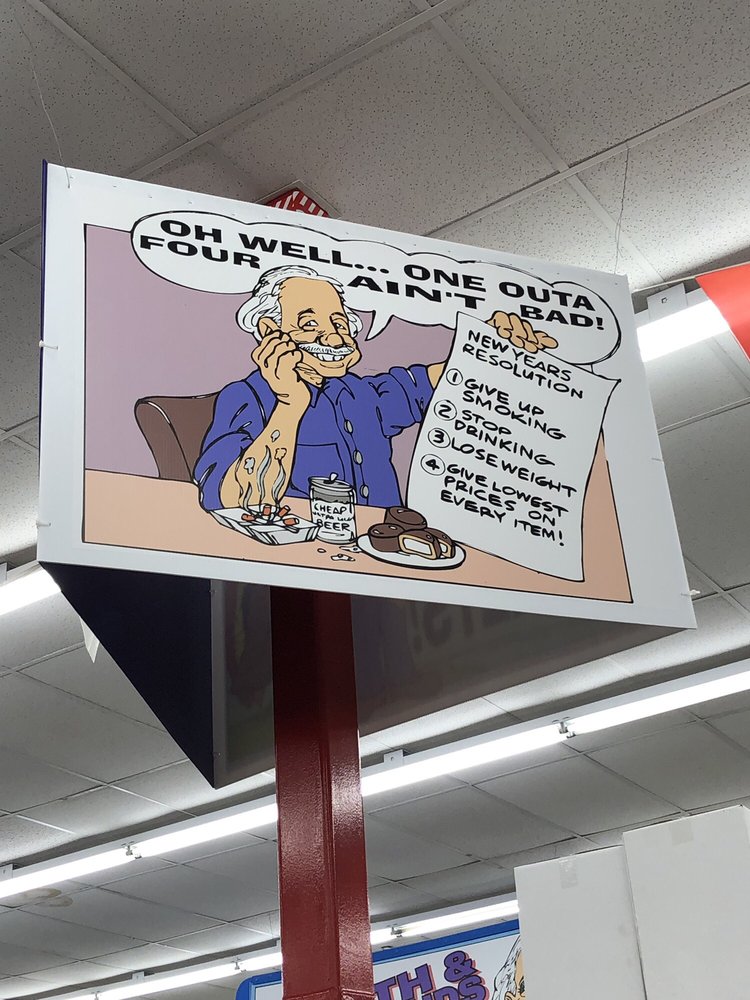 OH WELL... ONE OUTA
FOUR AIN'T BAD!
NEW YEARS
RESOLUTION
① GIVE UP
SMOKING
② STOP
DRINKING
③ LOSE WEIGHT
④ GIVE LOWEST
PRICES ON
EVERY ITEM!
CHEAP!
BEER
TH &